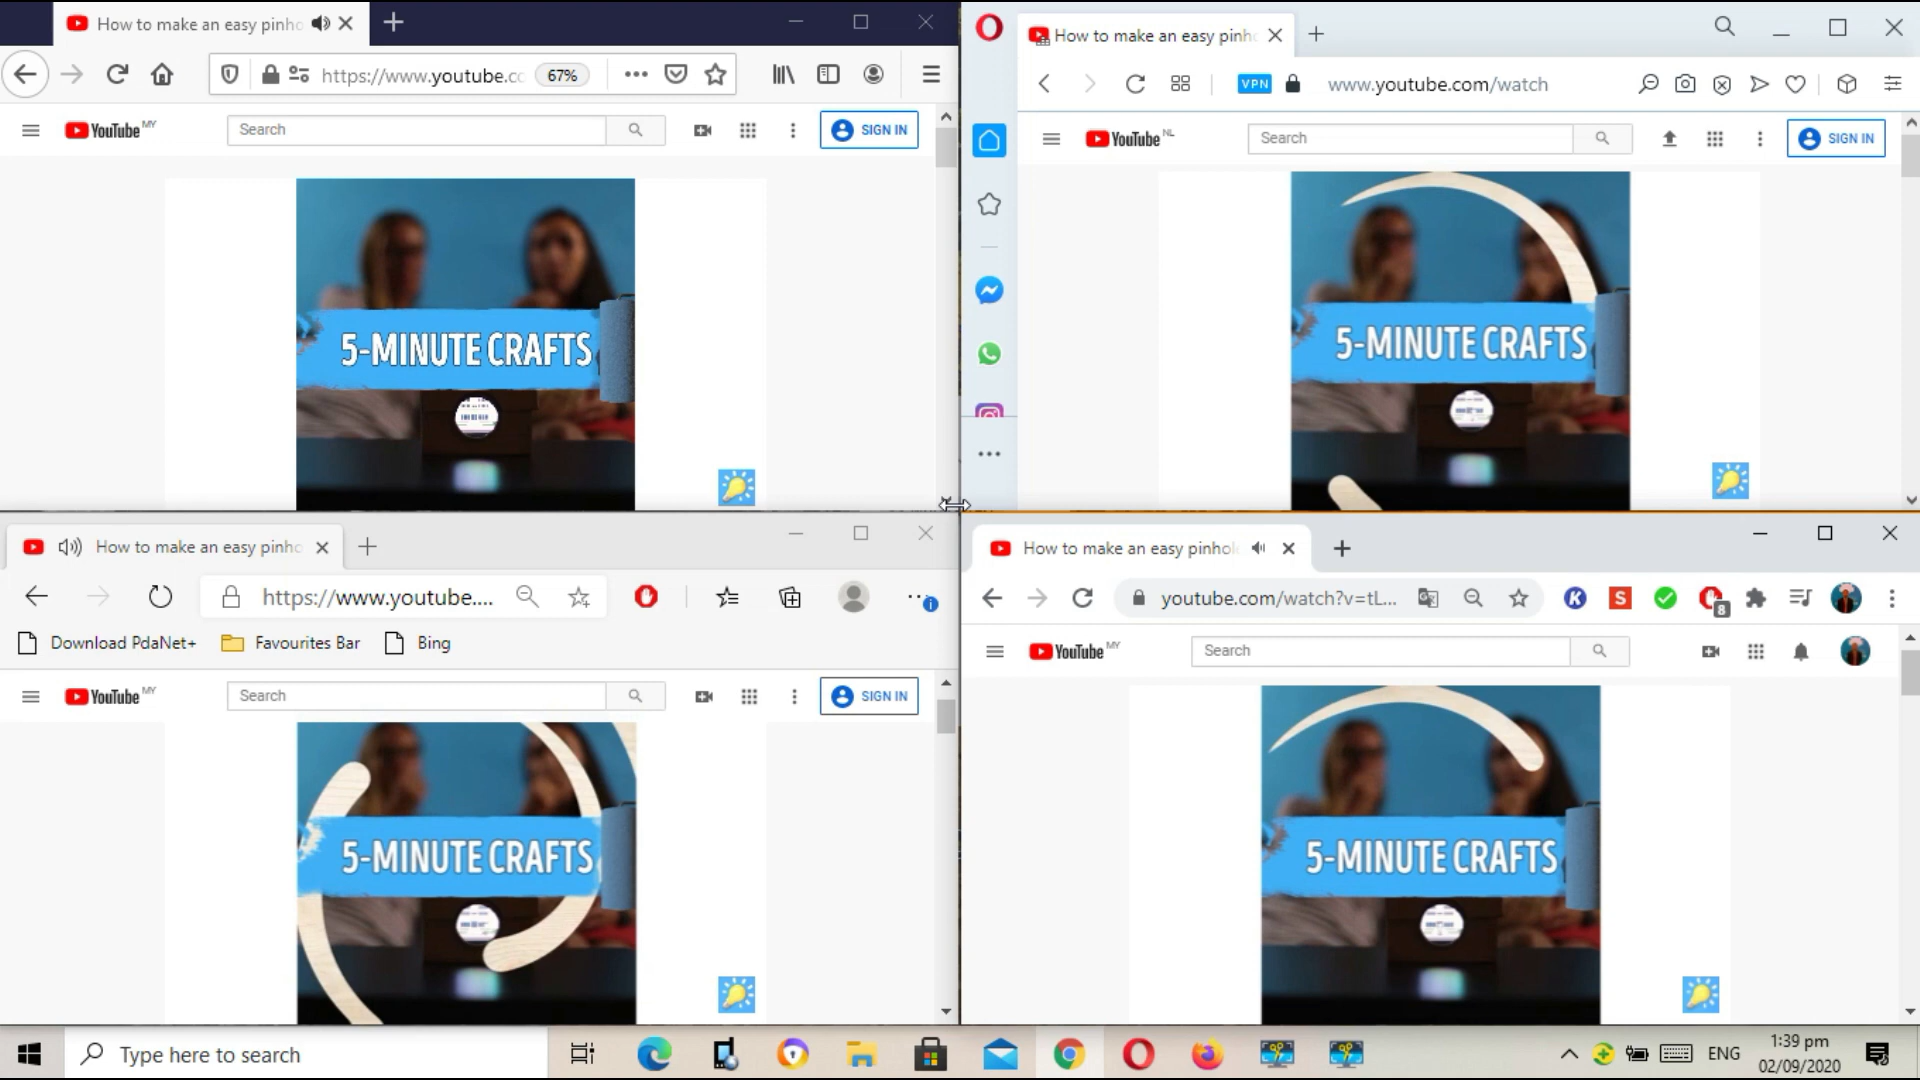 How to make an easy pinho
https://www.youtube.cc
67%
YouTube MY
Search
SIGN IN
5-MINUTE CRAFTS
How to make an easy pinh
VPN
www.youtube.com/watch
YouTube NL
Search
SIGN IN
5-MINUTE CRAFTS
How to make an easy pinho
https://www.youtube....
Download PdaNet+
Favourites Bar
Bing
YouTube MY
Search
SIGN IN
5-MINUTE CRAFTS
How to make an easy pinhol
youtube.com/watch?v=tL...
K
S
8
YouTube MY
Search
5-MINUTE CRAFTS
Type here to search
ENG
1:39 pm
02/09/2020